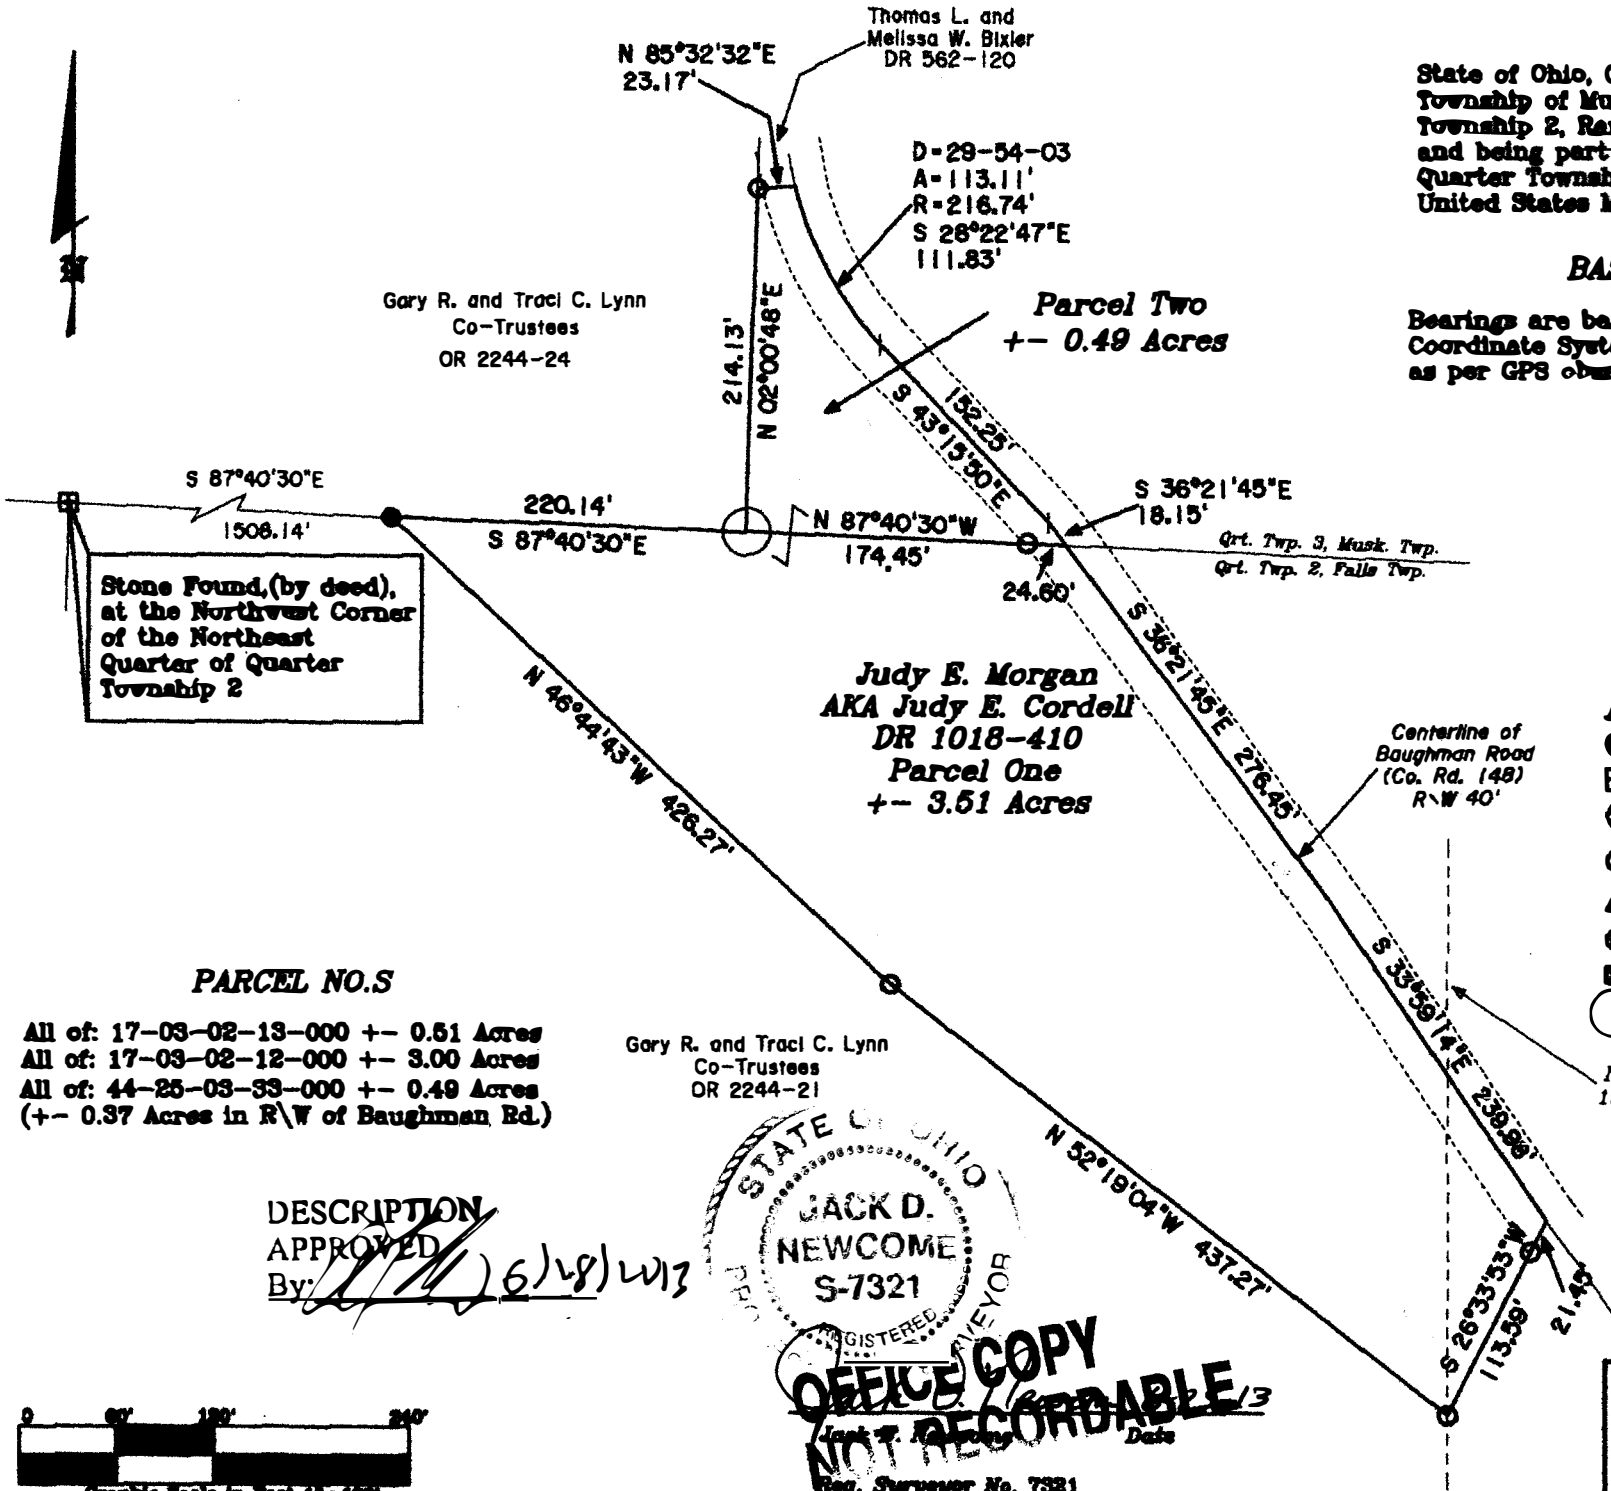 Thomas L. and
Melissa W. Bixler
DR 562-120
N 85°32'32"E
23.17'
State of Ohio,
Township of
Township 2,
and being part
Quarter
United States
D=29-54-03
A=113.11'
R=216.74'
S 28°22'47"E
111.83'
N
Gary R. and Traci C. Lynn
Co-Trustees
OR 2244-24
214.13'
N 02°00'48"E
Parcel Two
+- 0.49 Acres
Bearings are
Coordinate
as per GPS
152.25'
S 43°15'50"E
S 87°40'30"E
1508.14'
220.14'
S 87°40'30"E
N 87°40'30"W
174.45'
S 36°21'45"E
18.15'
24.60'
Qrt. Twp. 3, Musk. Twp.
Qrt. Twp. 2, Falls Twp.
Stone Found,(by deed),
at the Northwest Corner
of the Northeast
Quarter of Quarter
Township 2
N 46°44'43"W 426.27'
Judy E. Morgan
AKA Judy E. Cordell
DR 1018-410
Parcel One
+- 3.51 Acres
S 36°21'45"E 276.45'
Centerline of
Baughman Road
(Co. Rd. 148)
R\W 40'
S 33°59'14"E 239.98'
PARCEL NO.S
All of: 17-03-02-13-000 +- 0.51 Acres
All of: 17-03-02-12-000 +- 3.00 Acres
All of: 44-25-03-33-000 +- 0.49 Acres
(+- 0.37 Acres in R\W of Baughman Rd.)
Gary R. and Traci C. Lynn
Co-Trustees
OR 2244-21
N 52°19'04"W 437.27'
S 26°33'53"W
113.59'
DESCRIPTION
APPROVED
By: 6/28/2013
STATE OF OHIO
JACK D.
NEWCOME
S-7321
REGISTERED
OFFICE COPY
NOT RECORDABLE
Date
Reg. Surveyor No. 7321
0 60' 120' 240'